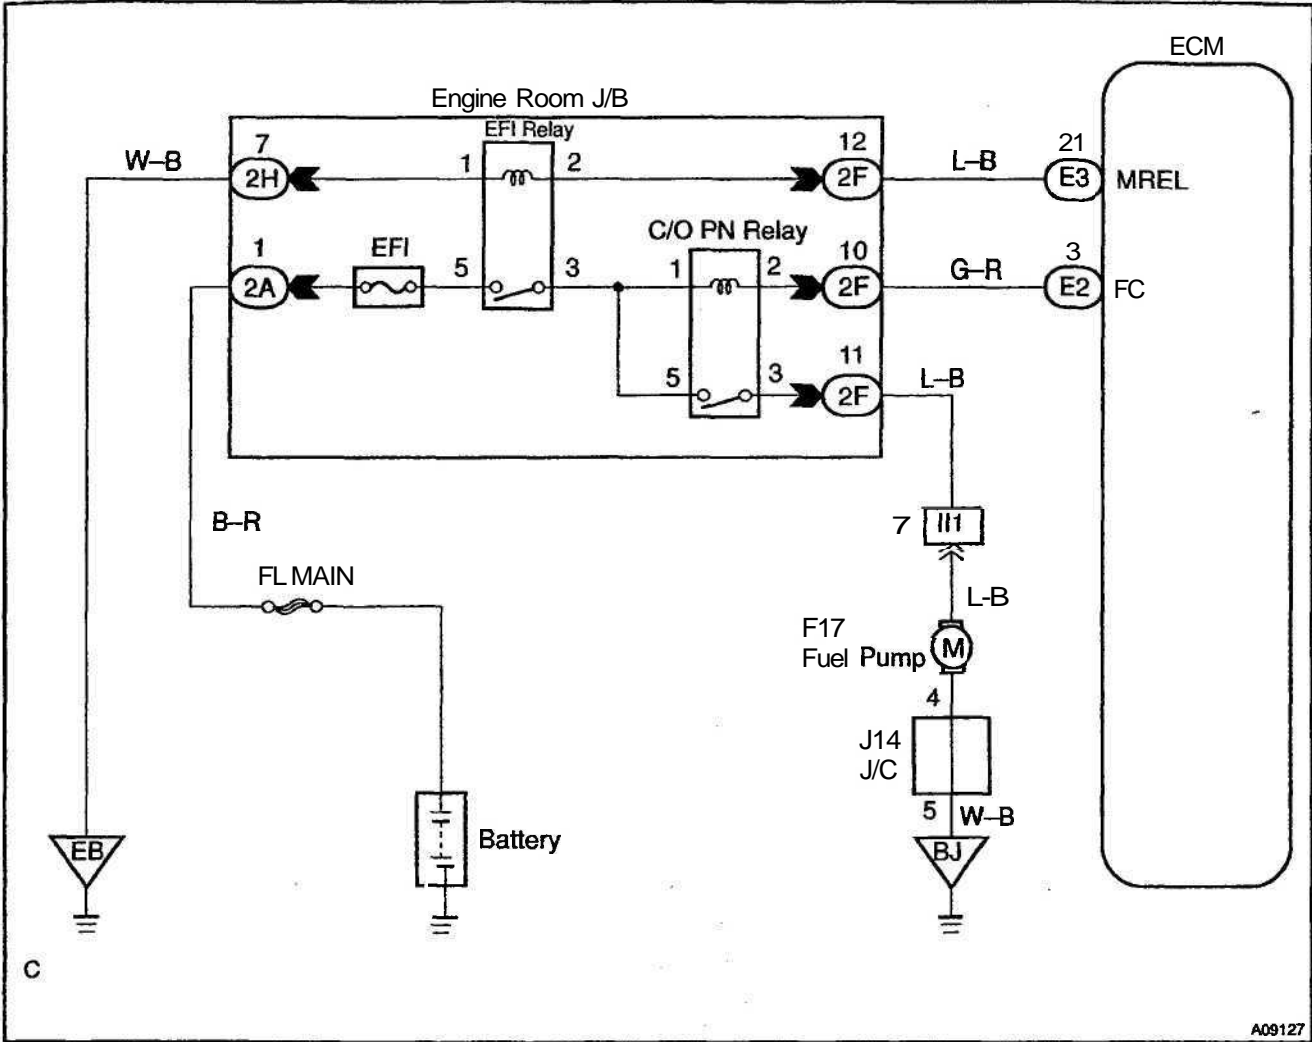 ECM
Engine Room J/B
EFI Relay
W–B
7
2H
1
2
12
2F
L–B
21
E3
MREL
C/O PN Relay
1
2A
EFI
5
3
1
2
10
2F
G–R
3
E2
FC
5
3
11
2F
L–B
B–R
7
II1
FL MAIN
L-B
F17
Fuel Pump
M
4
J14
J/C
5
W–B
EB
Battery
BJ
C
A09127